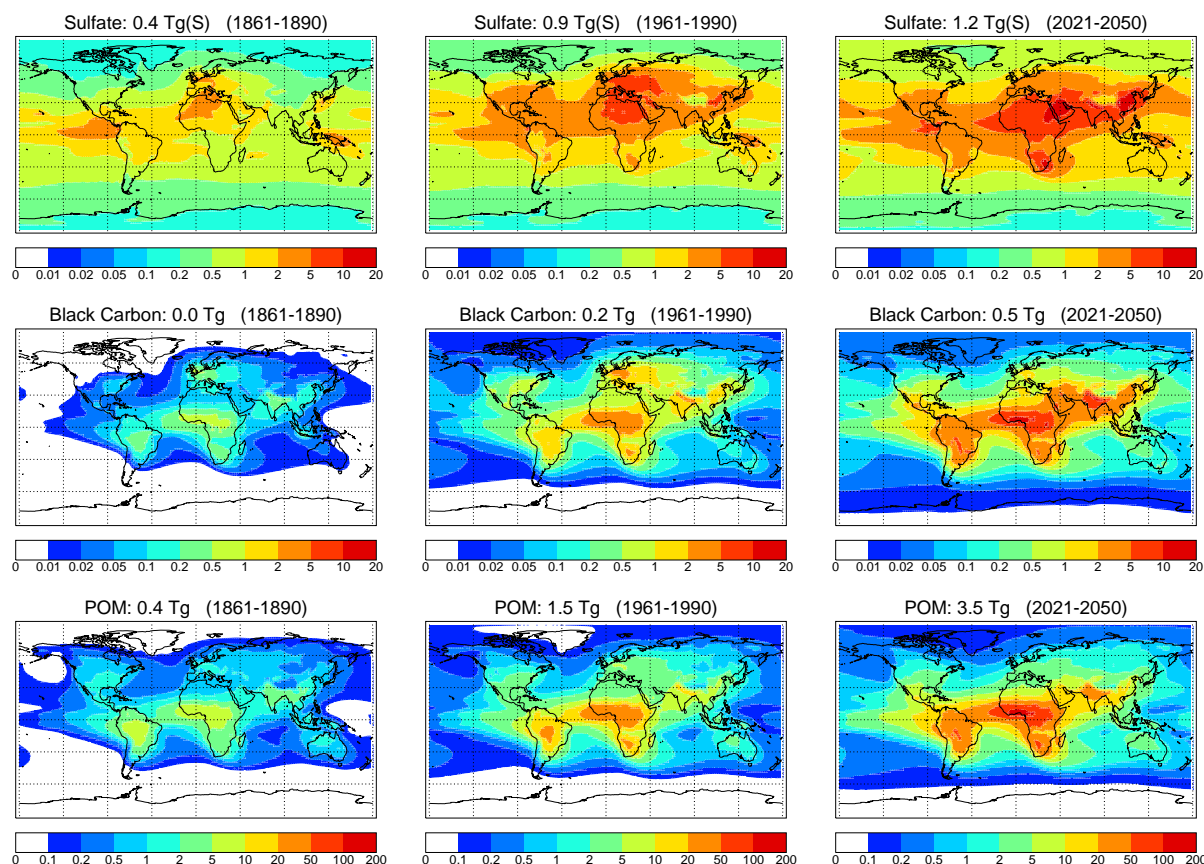 Sulfate: 0.4 Tg(S) (1861-1890)
Sulfate: 0.9 Tg(S) (1961-1990)
Sulfate: 1.2 Tg(S) (2021-2050)
0 0.01 0.02 0.05 0.1 0.2 0.5 1 2 5 10 20
0 0.01 0.02 0.05 0.1 0.2 0.5 1 2 5 10 20
0 0.01 0.02 0.05 0.1 0.2 0.5 1 2 5 10 20
Black Carbon: 0.0 Tg (1861-1890)
Black Carbon: 0.2 Tg (1961-1990)
Black Carbon: 0.5 Tg (2021-2050)
0 0.01 0.02 0.05 0.1 0.2 0.5 1 2 5 10 20
0 0.01 0.02 0.05 0.1 0.2 0.5 1 2 5 10 20
0 0.01 0.02 0.05 0.1 0.2 0.5 1 2 5 10 20
POM: 0.4 Tg (1861-1890)
POM: 1.5 Tg (1961-1990)
POM: 3.5 Tg (2021-2050)
0 0.1 0.2 0.5 1 2 5 10 20 50 100 200
0 0.1 0.2 0.5 1 2 5 10 20 50 100 200
0 0.1 0.2 0.5 1 2 5 10 20 50 100 200